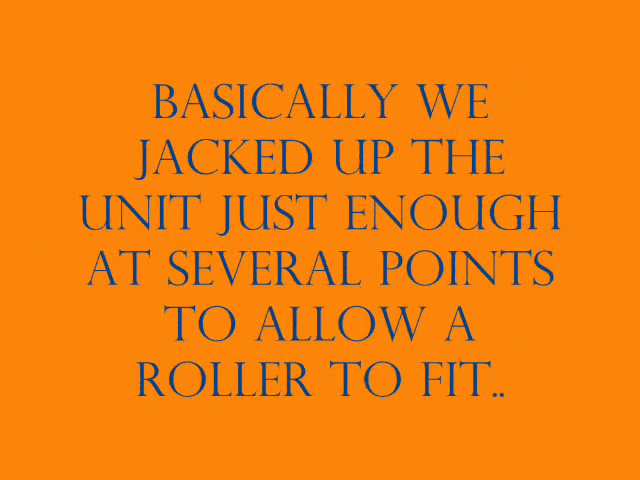 BASICALLY WE
JACKED UP THE
UNIT JUST ENOUGH
AT SEVERAL POINTS
TO ALLOW A
ROLLER TO FIT..